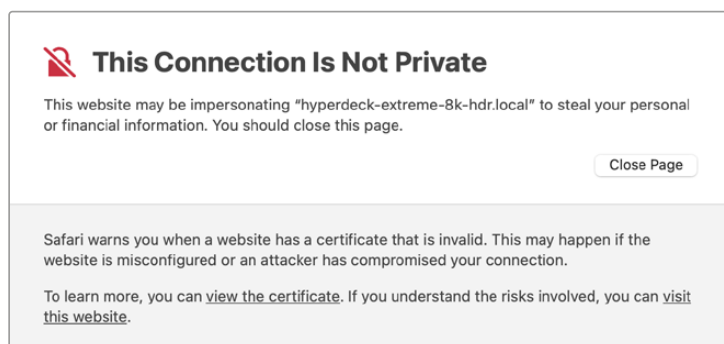 This Connection Is Not Private
This website may be impersonating “hyperdeck-extreme-8k-hdr.local” to steal your personal
or financial information. You should close this page.
Close Page
Safari warns you when a website has a certificate that is invalid. This may happen if the
website is misconfigured or an attacker has compromised your connection.
To learn more, you can view the certificate. If you understand the risks involved, you can visit
this website.